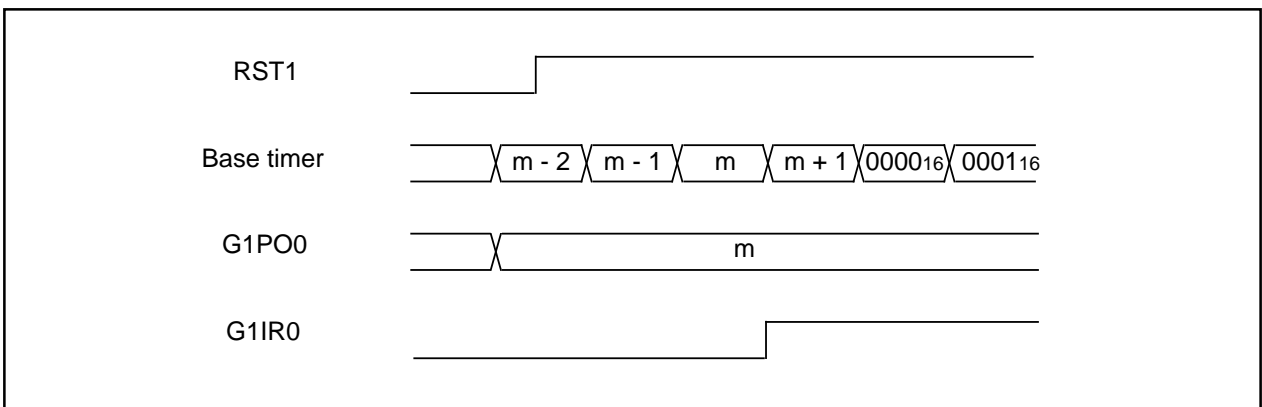 RST1
Base timer
m - 2 m - 1 m m + 1 000016 000116
G1PO0
m
G1IR0